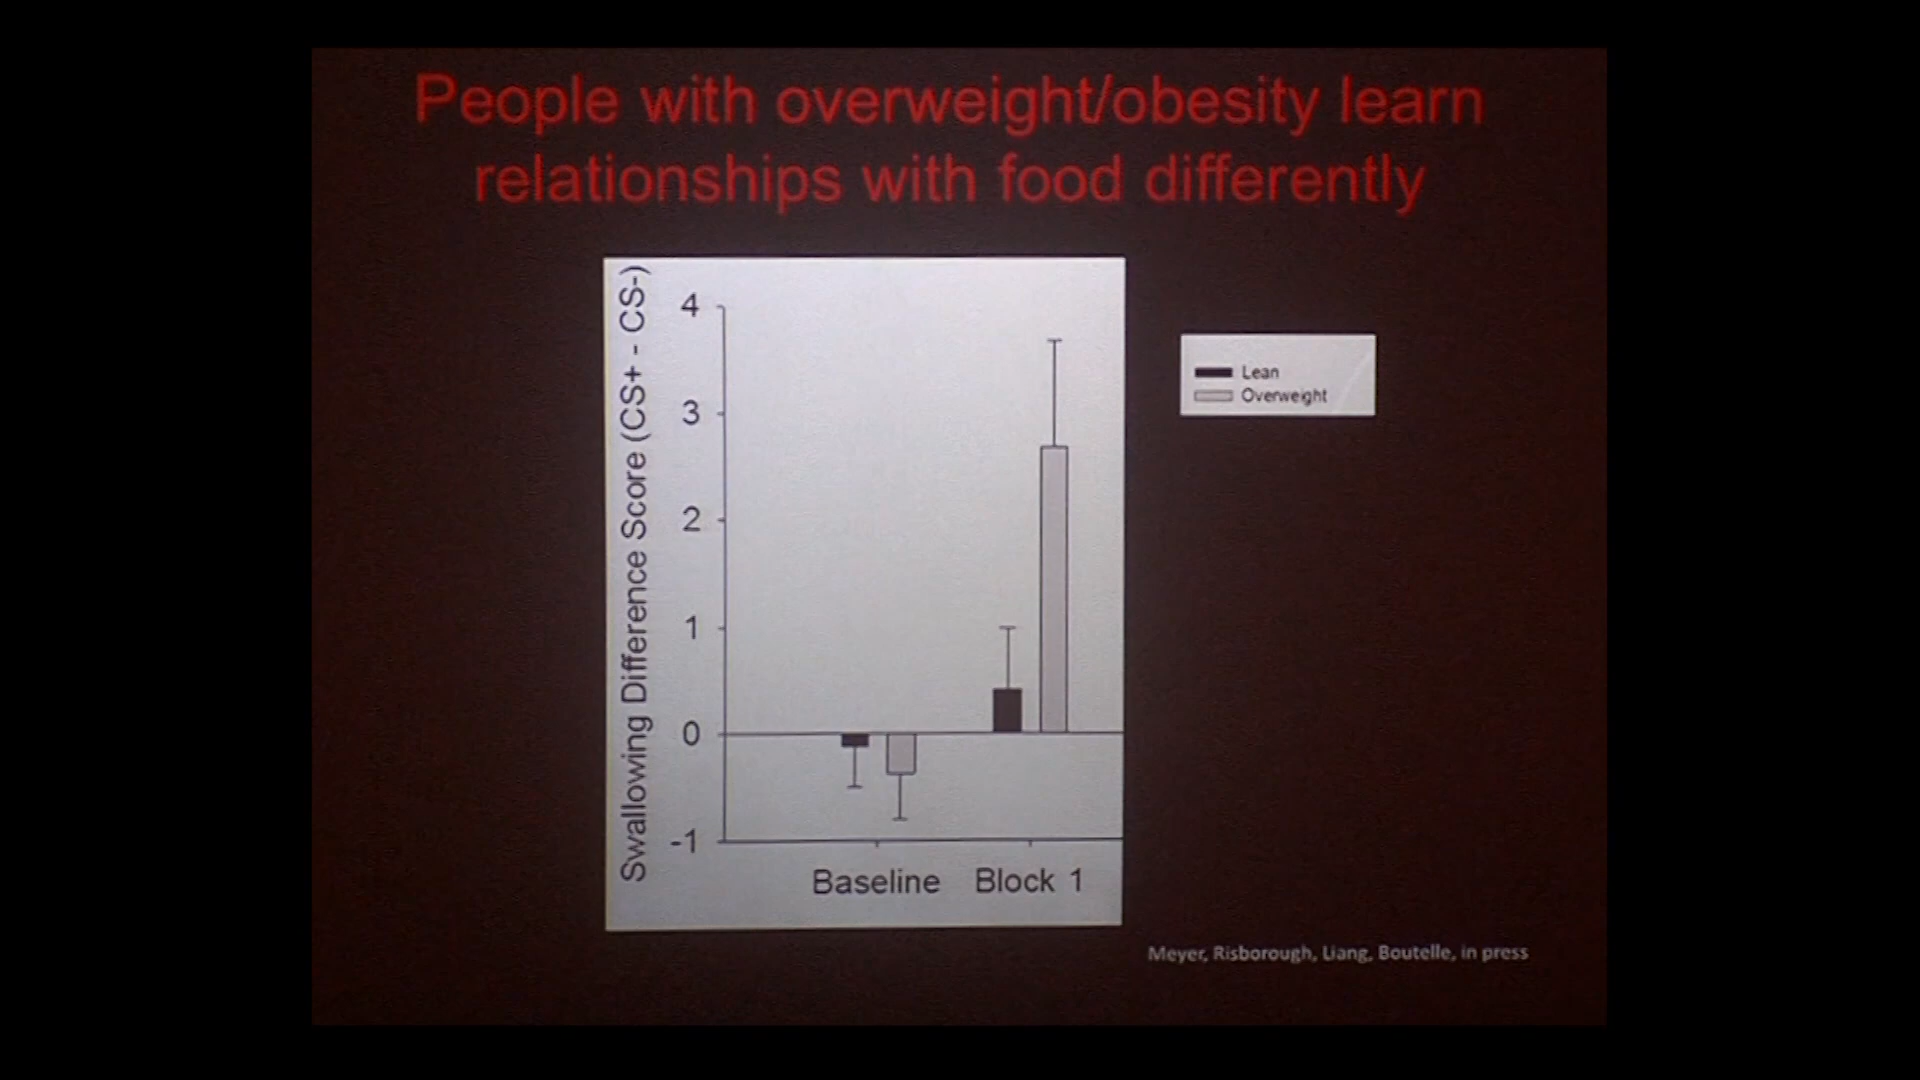 People with overweight/obesity learn
relationships with food differently
Swallowing Difference Score (CS+ - CS-)
4
3
2
1
0
-1
Baseline Block 1
Lean
Overweight
Meyer, Risborough, Liang, Boutelle, in press